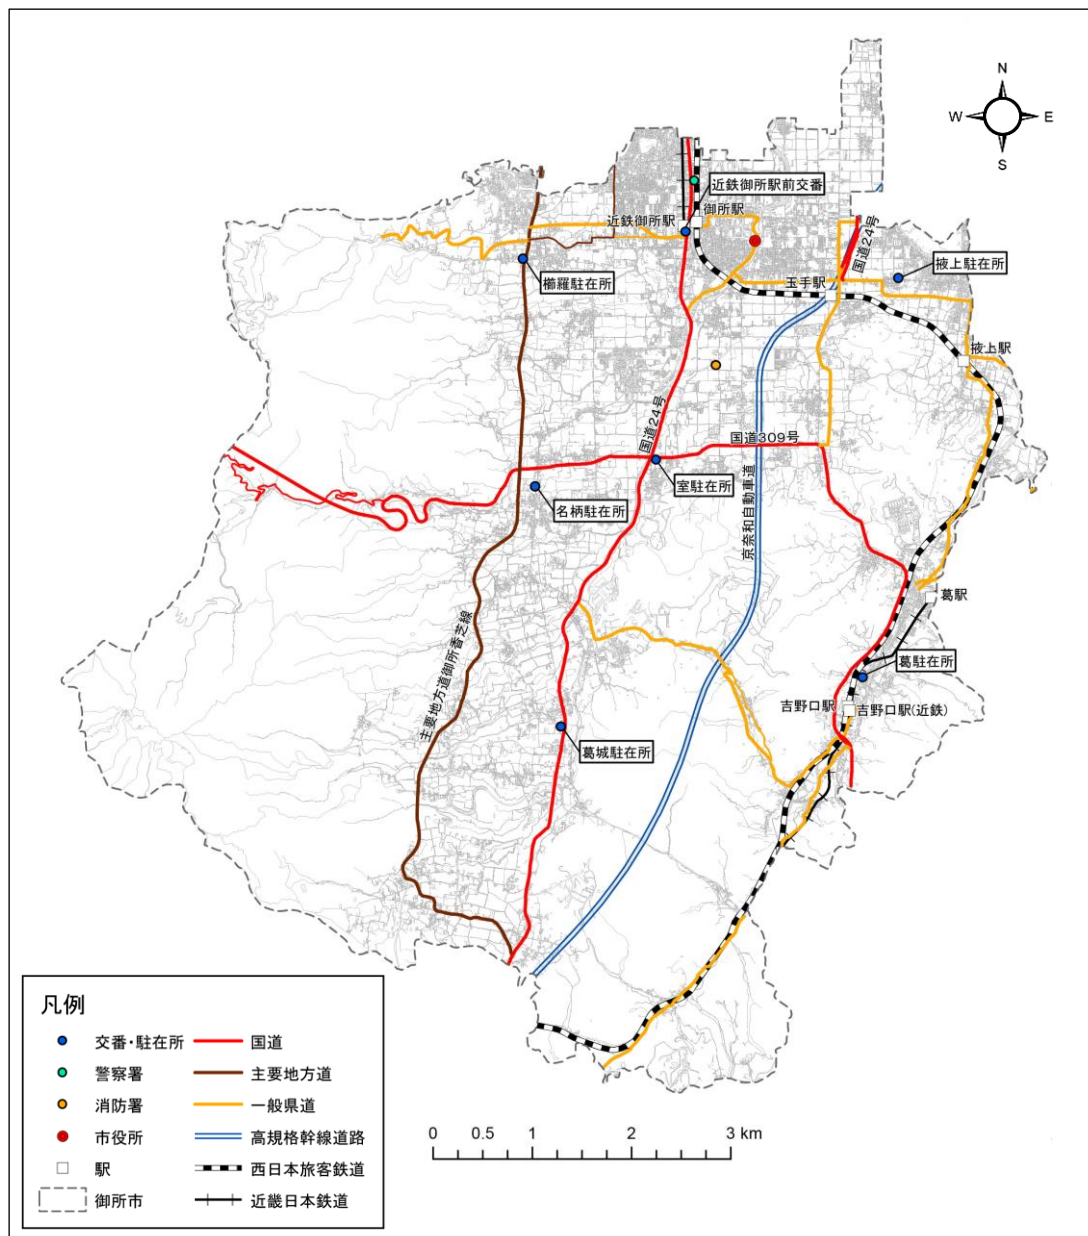 N
W E
S
近鉄御所駅前交番
近鉄御所駅
御所駅
国道24号
掖上駐在所
櫛羅駐在所
玉手駅
掖上駅
国道24号
国道309号
室駐在所
名柄駐在所
京奈和自動車道
葛駅
葛駐在所
主要地方道御所香芝線
吉野口駅
吉野口駅(近鉄)
葛城駐在所
凡例
交番・駐在所
国道
警察署
主要地方道
消防署
一般県道
市役所
高規格幹線道路
駅
西日本旅客鉄道
御所市
近畿日本鉄道
0 0.5 1 2 3 km